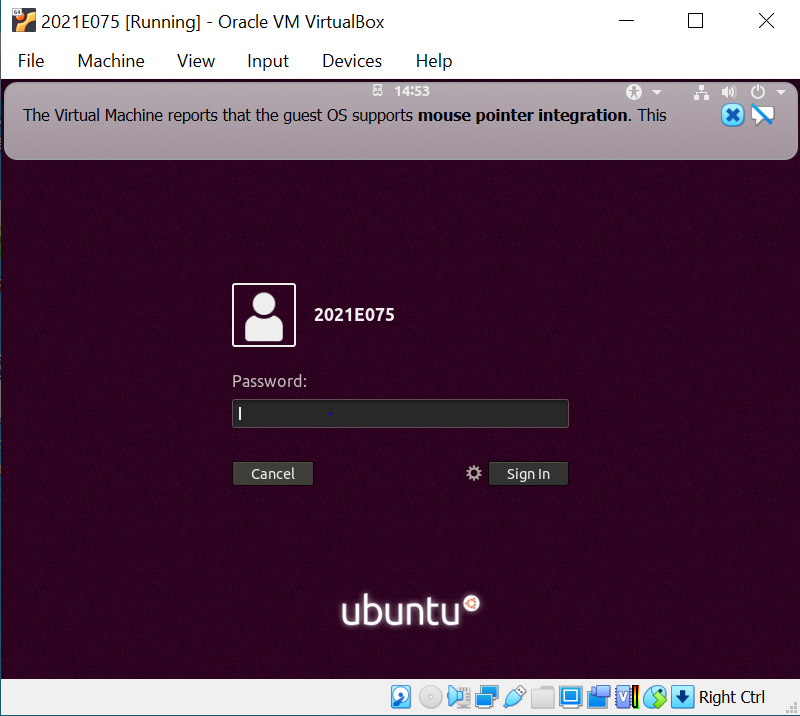 2021E075 [Running] - Oracle VM VirtualBox
File Machine View Input Devices Help
14:53
The Virtual Machine reports that the guest OS supports mouse pointer integration. This
2021E075
Password:
Cancel Sign In
ubuntu
Right Ctrl